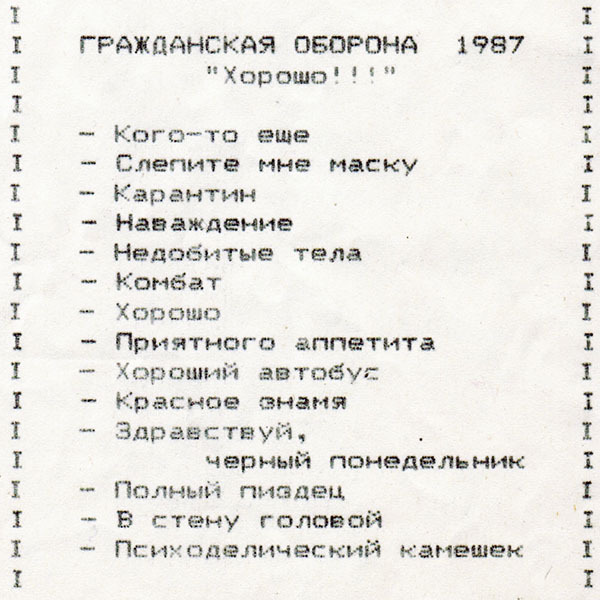 ГРАЖДАНСКАЯ ОБОРОНА 1987
"Хорошо!!!"
- Кого-то еще
- Слепите мне маску
- Карантин
- Наваждение
- Недобитые тела
- Комбат
- Хорошо
- Приятного аппетита
- Хороший автобус
- Красное знамя
- Здравствуй,
черный понедельник
- Полный пиздец
- В стену головой
- Психоделический камешек